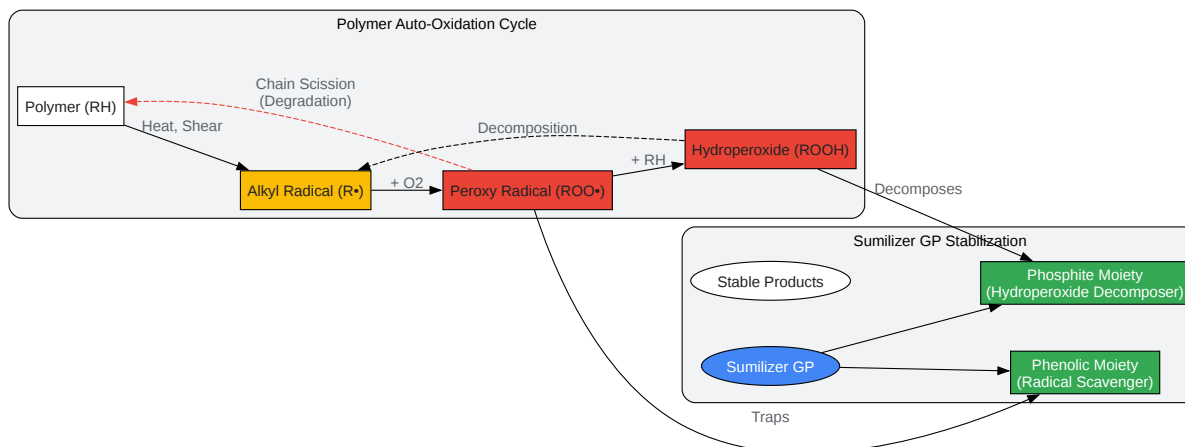 Polymer Auto-Oxidation Cycle
Chain Scission
(Degradation)
Polymer (RH)
Heat, Shear
Decomposition
Hydroperoxide (ROOH)
+ RH
Alkyl Radical (R•)
+ O2
Peroxy Radical (ROO•)
Decomposes
Sumilizer GP Stabilization
Stable Products
Phosphite Moiety
(Hydroperoxide Decomposer)
Sumilizer GP
Phenolic Moiety
(Radical Scavenger)
Traps